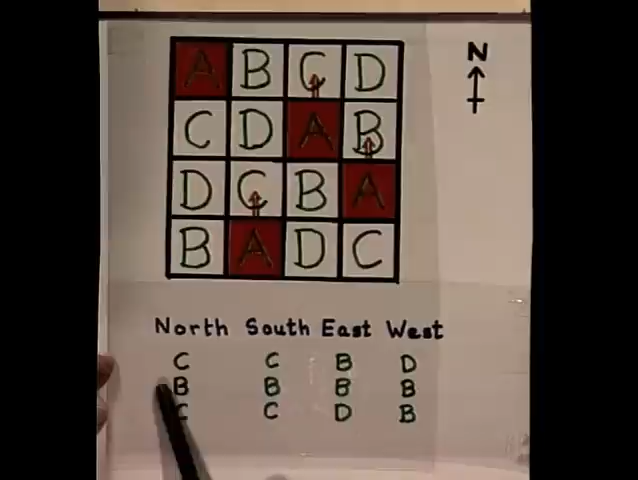 A B C D
N
C D A B
D C B A
B A D C
North South East West
C C B D
B B B B
C C D B